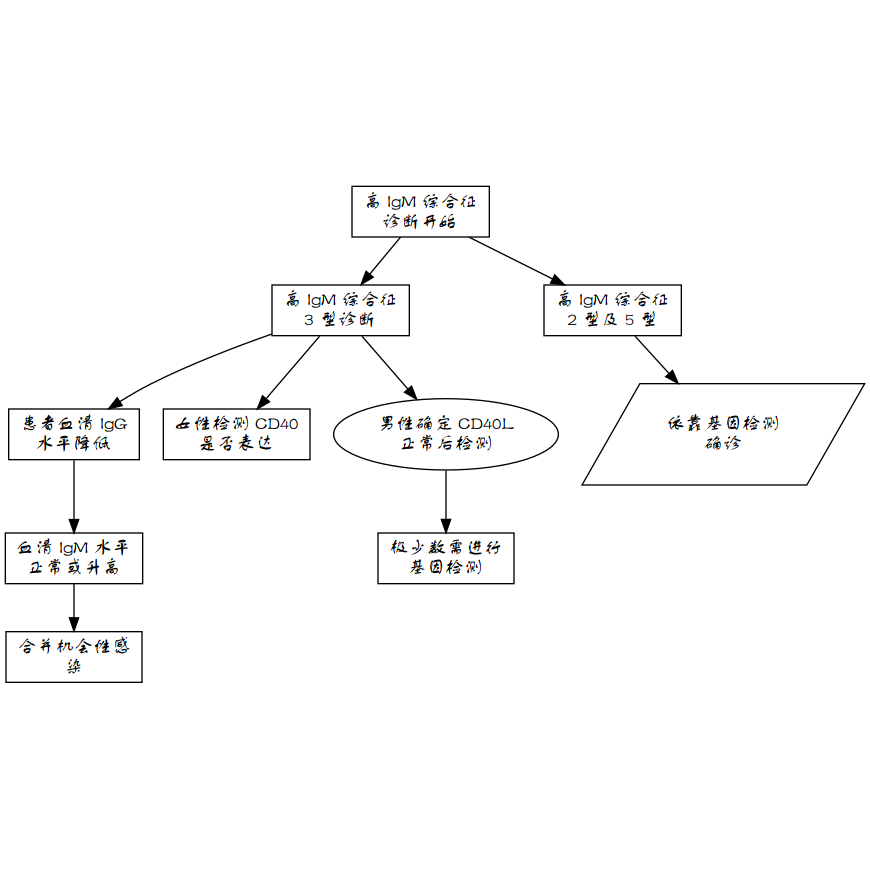 高 IgM 综合征
诊断开始
高 IgM 综合征
3 型诊断
高 IgM 综合征
2 型及 5 型
患者血清 IgG
水平降低
女性检测 CD40
是否表达
男性确定 CD40L
正常后检测
依靠基因检测
确诊
血清 IgM 水平
正常或升高
极少数需进行
基因检测
合并机会性感
染